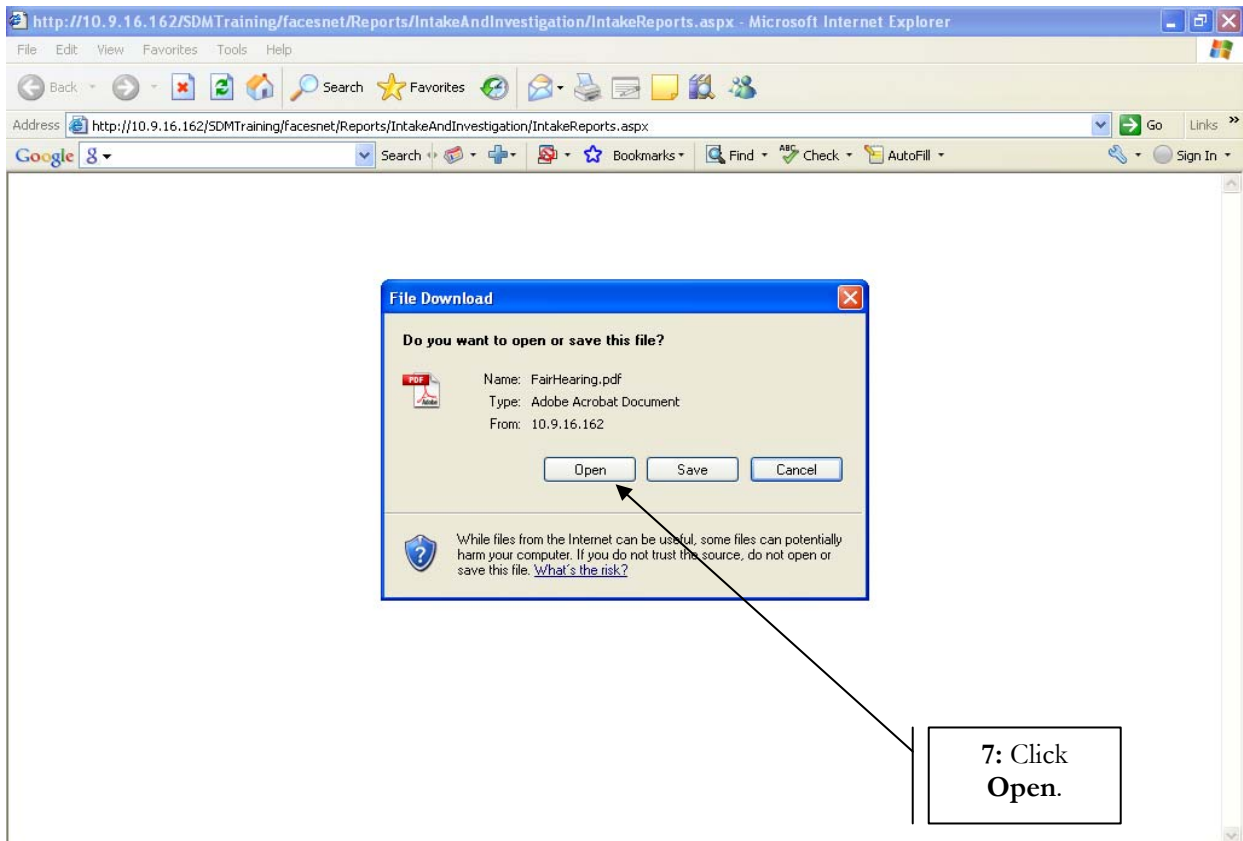 http://10.9.16.162/SDMTraining/facesnet/Reports/IntakeAndInvestigation/IntakeReports.aspx - Microsoft Internet Explorer
File Edit View Favorites Tools Help
Back Search Favorites
Address http://10.9.16.162/SDMTraining/facesnet/Reports/IntakeAndInvestigation/IntakeReports.aspx Go Links »
Google Search Bookmarks Find Check AutoFill Sign In
File Download
Do you want to open or save this file?
PDF
Adobe
Name: FairHearing.pdf
Type: Adobe Acrobat Document
From: 10.9.16.162
Open Save Cancel
While files from the Internet can be useful, some files can potentially
harm your computer. If you do not trust the source, do not open or
save this file. What's the risk?
7: Click
Open.